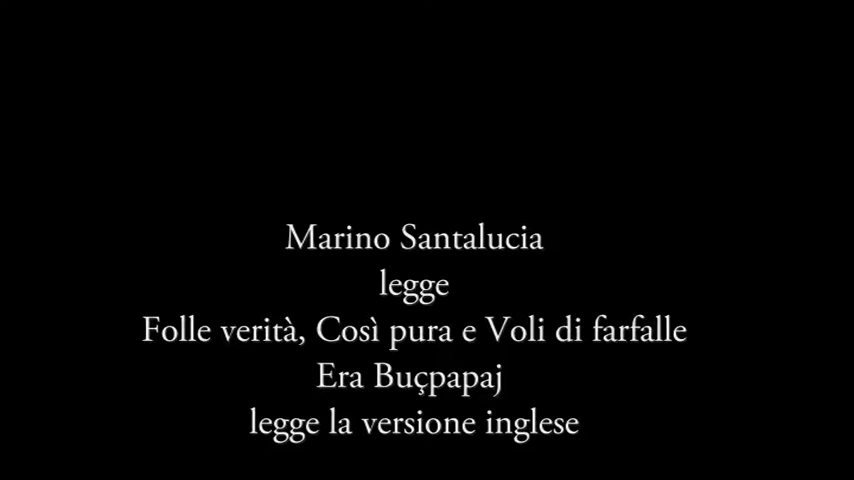 Marino Santalucia
legge
Folle verità, Così pura e Voli di farfalle
Era Buçpapaj
legge la versione inglese